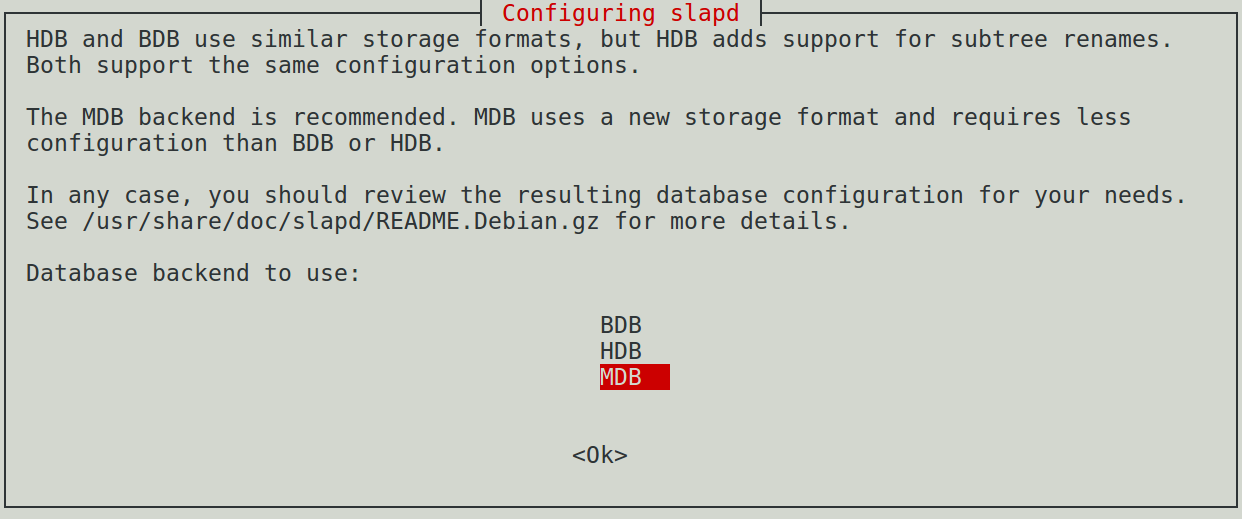 Configuring slapd
HDB and BDB use similar storage formats, but HDB adds support for subtree renames.
Both support the same configuration options.
The MDB backend is recommended. MDB uses a new storage format and requires less
configuration than BDB or HDB.
In any case, you should review the resulting database configuration for your needs.
See /usr/share/doc/slapd/README.Debian.gz for more details.
Database backend to use:
BDB
HDB
MDB
<Ok>